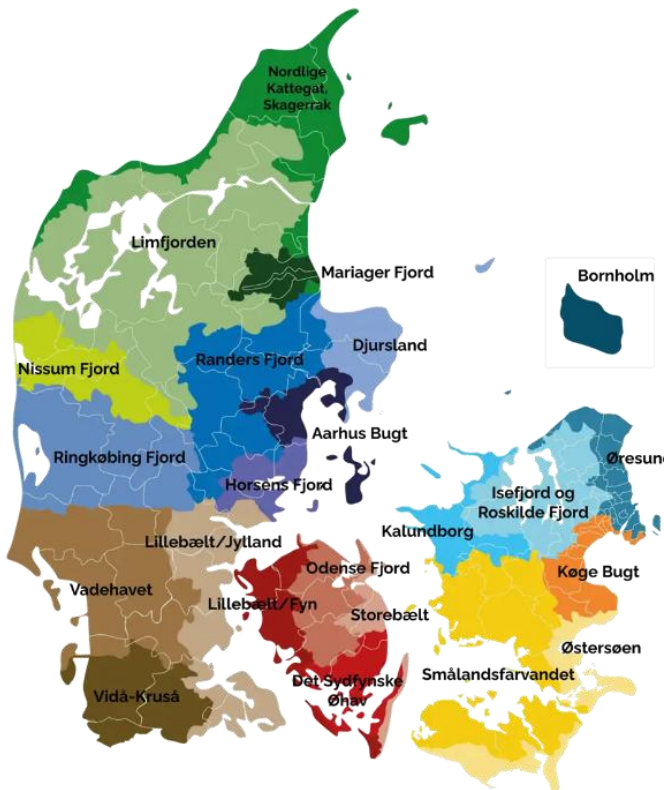 Nordlige
Kattegat,
Skagerrak
Limfjorden
Mariager Fjord
Bornholm
Djursland
Randers Fjord
Nissum Fjord
Aarhus Bugt
Ringkøbing Fjord
Øresund
Horsens Fjord
Isefjord og
Roskilde Fjord
Kalundborg
Lillebælt/Jylland
Odense Fjord
Køge Bugt
Vadehavet
Lillebælt/Fyn
Storebælt
Østersøen
Smålandsfarvandet
Det Sydfynske
Øhav
Vidå-Kruså